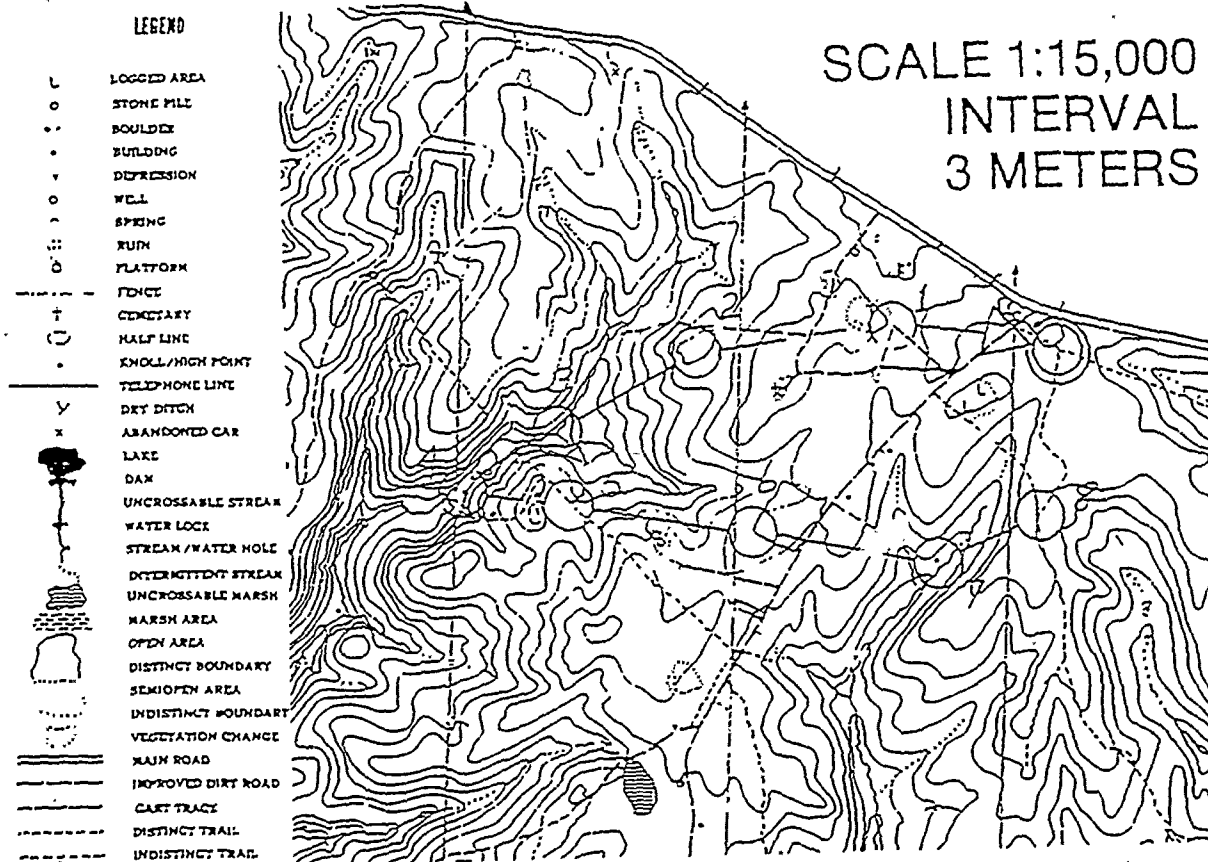 LEGEND
LOGGED AREA
STONE PILE
BOULDER
BUILDING
DEPRESSION
WELL
SPRING
RUIN
PLATFORM
FENCE
CEMETARY
HALF LINE
KNOLL/HIGH POINT
TELEPHONE LINE
DRY DITCH
ABANDONED CAR
LAKE
DAM
UNCROSSABLE STREAM
WATER LOCK
STREAM/WATER HOLE
INTERMITTENT STREAM
UNCROSSABLE MARSH
MARSH AREA
OPEN AREA
DISTINCT BOUNDARY
SEMIOPEN AREA
INDISTINCT BOUNDARY
VEGETATION CHANGE
MAIN ROAD
IMPROVED DIRT ROAD
CART TRACK
DISTINCT TRAIL
INDISTINCT TRAIL
SCALE 1:15,000
INTERVAL
3 METERS